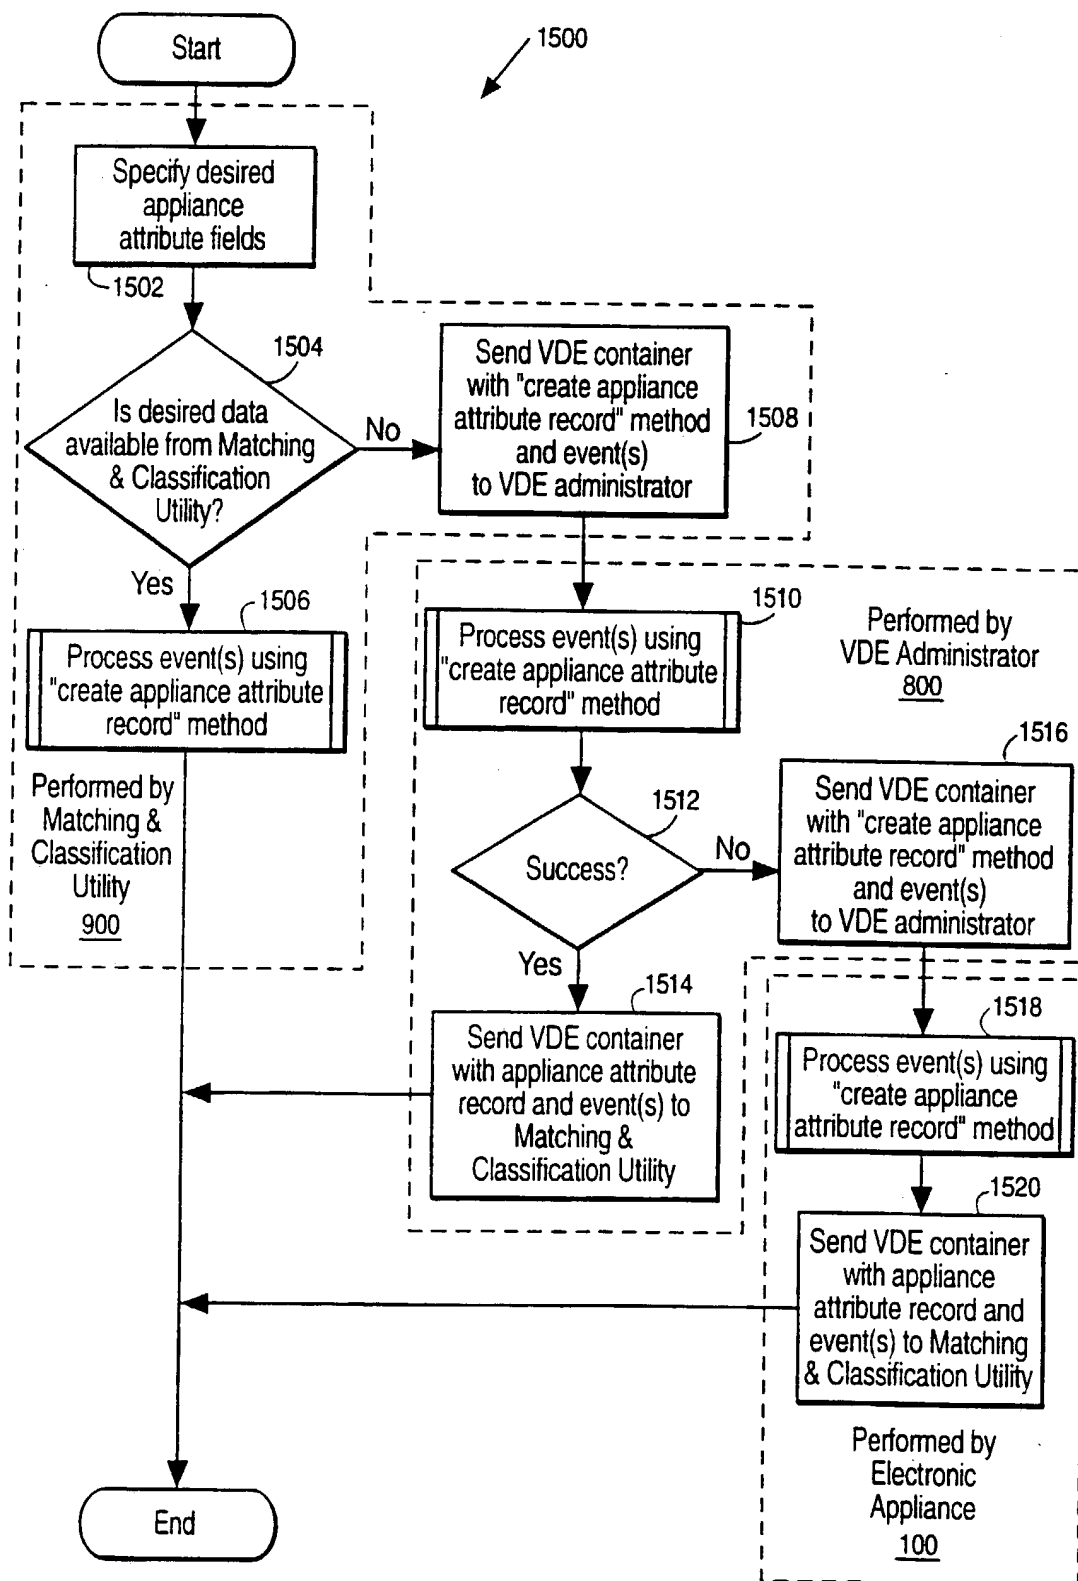 Start
1500
Specify desired
appliance
attribute fields
1502
1504
Is desired data
available from Matching
& Classification
Utility?
No
Yes
Send VDE container
with "create appliance
attribute record" method
and event(s)
to VDE administrator
1508
1506
Process event(s) using
"create appliance attribute
record" method
Performed by
Matching &
Classification
Utility
900
1510
Process event(s) using
"create appliance attribute
record" method
Performed by
VDE Administrator
800
1512
Success?
No
Yes
1516
Send VDE container
with "create appliance
attribute record" method
and event(s)
to VDE administrator
1514
Send VDE container
with appliance attribute
record and event(s) to
Matching &
Classification Utility
1518
Process event(s) using
"create appliance
attribute record" method
1520
Send VDE container
with appliance
attribute record and
event(s) to Matching
& Classification Utility
Performed by
Electronic
Appliance
100
End